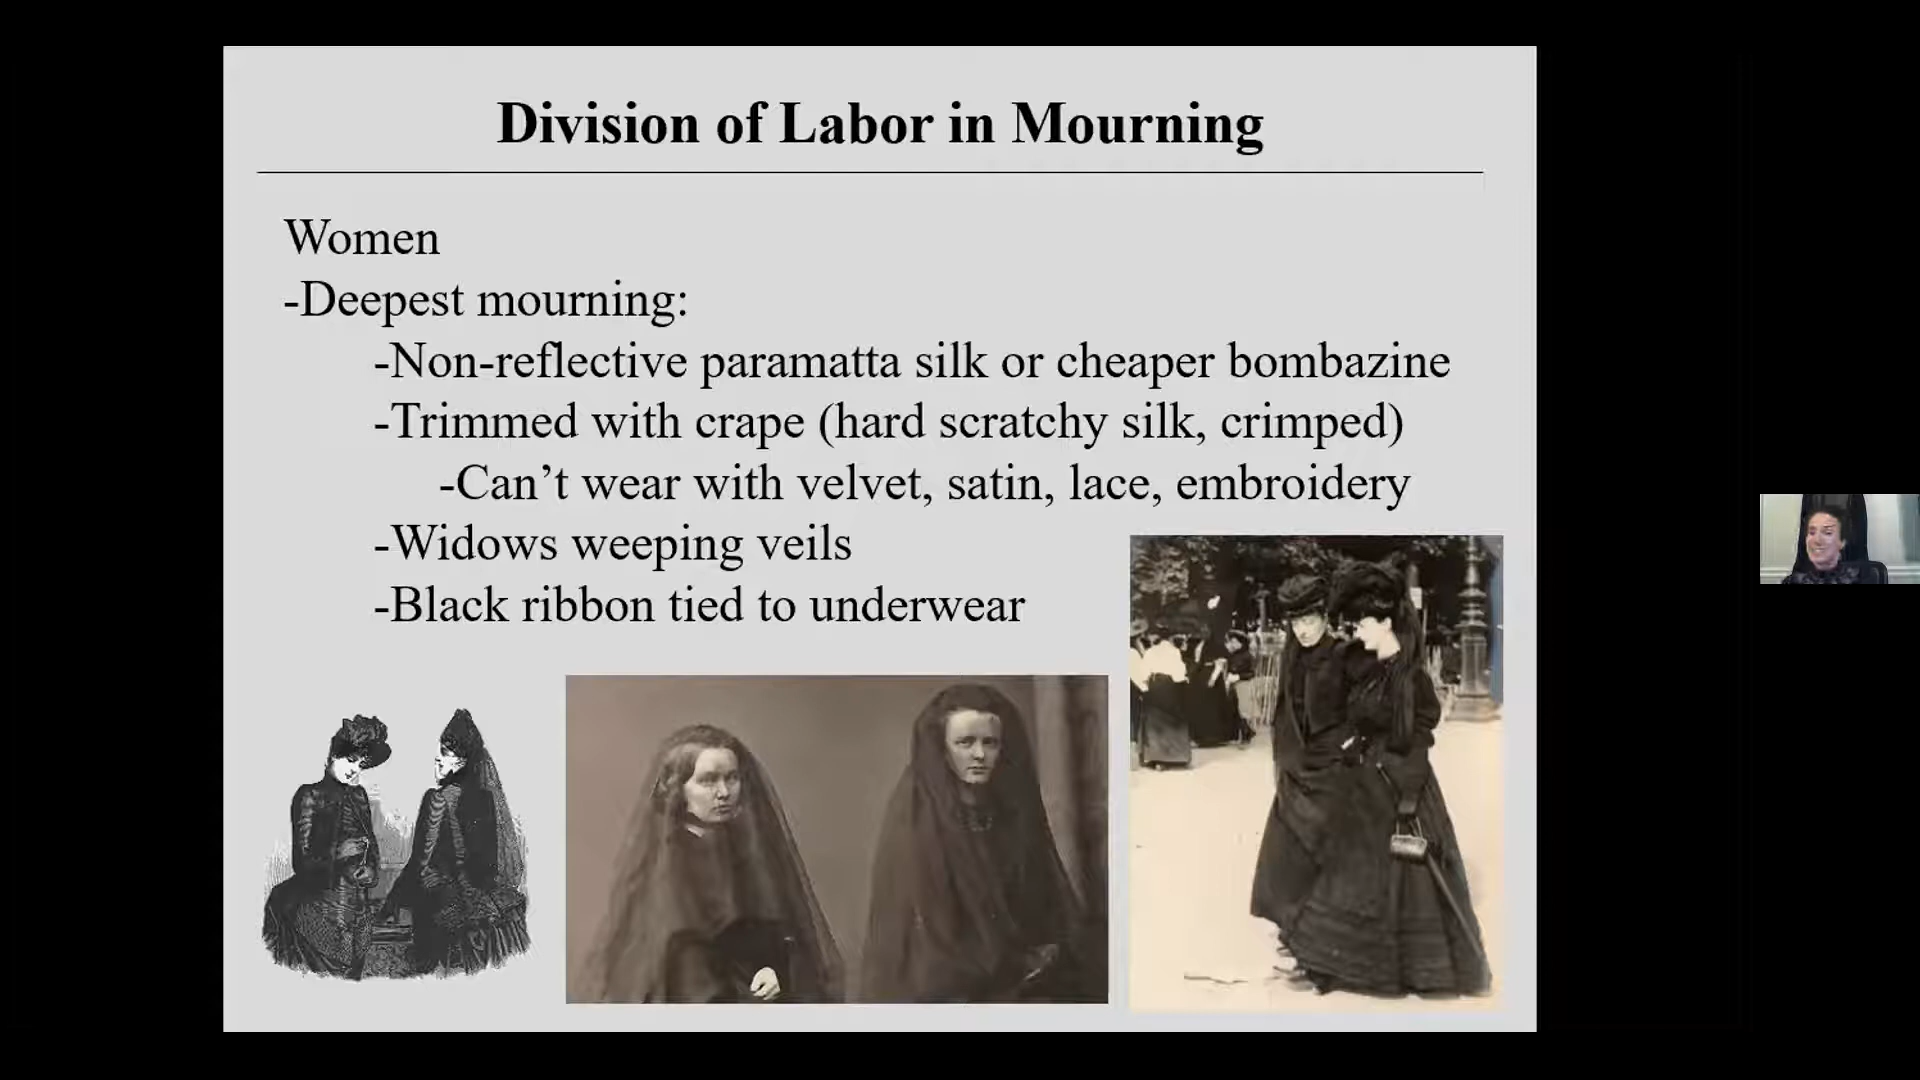 Division of Labor in Mourning
Women
-Deepest mourning:
-Non-reflective paramatta silk or cheaper bombazine
-Trimmed with crape (hard scratchy silk, crimped)
-Can’t wear with velvet, satin, lace, embroidery
-Widows weeping veils
-Black ribbon tied to underwear